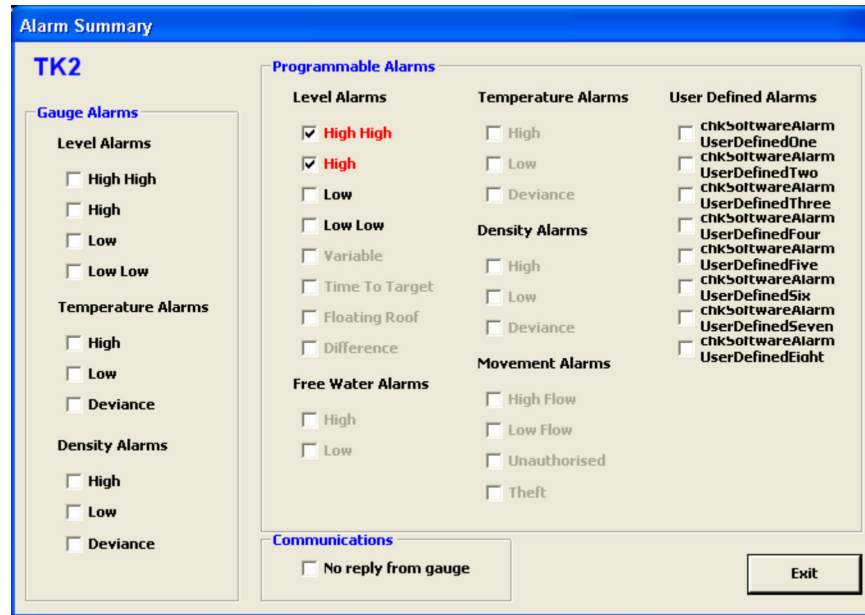 Alarm Summary
TK2
Gauge Alarms
Level Alarms
High High
High
Low
Low Low
Temperature Alarms
High
Low
Deviance
Density Alarms
High
Low
Deviance
Programmable Alarms
Level Alarms
High High
High
Low
Low Low
Variable
Time To Target
Floating Roof
Difference
Free Water Alarms
High
Low
Temperature Alarms
High
Low
Deviance
Density Alarms
High
Low
Deviance
Movement Alarms
High Flow
Low Flow
Unauthorised
Theft
User Defined Alarms
chkSoftwareAlarm
UserDefinedOne
chkSoftwareAlarm
UserDefinedTwo
chkSoftwareAlarm
UserDefinedThree
chkSoftwareAlarm
UserDefinedFour
chkSoftwareAlarm
UserDefinedFive
chkSoftwareAlarm
UserDefinedSix
chkSoftwareAlarm
UserDefinedSeven
chkSoftwareAlarm
UserDefinedEight
Communications
No reply from gauge
Exit